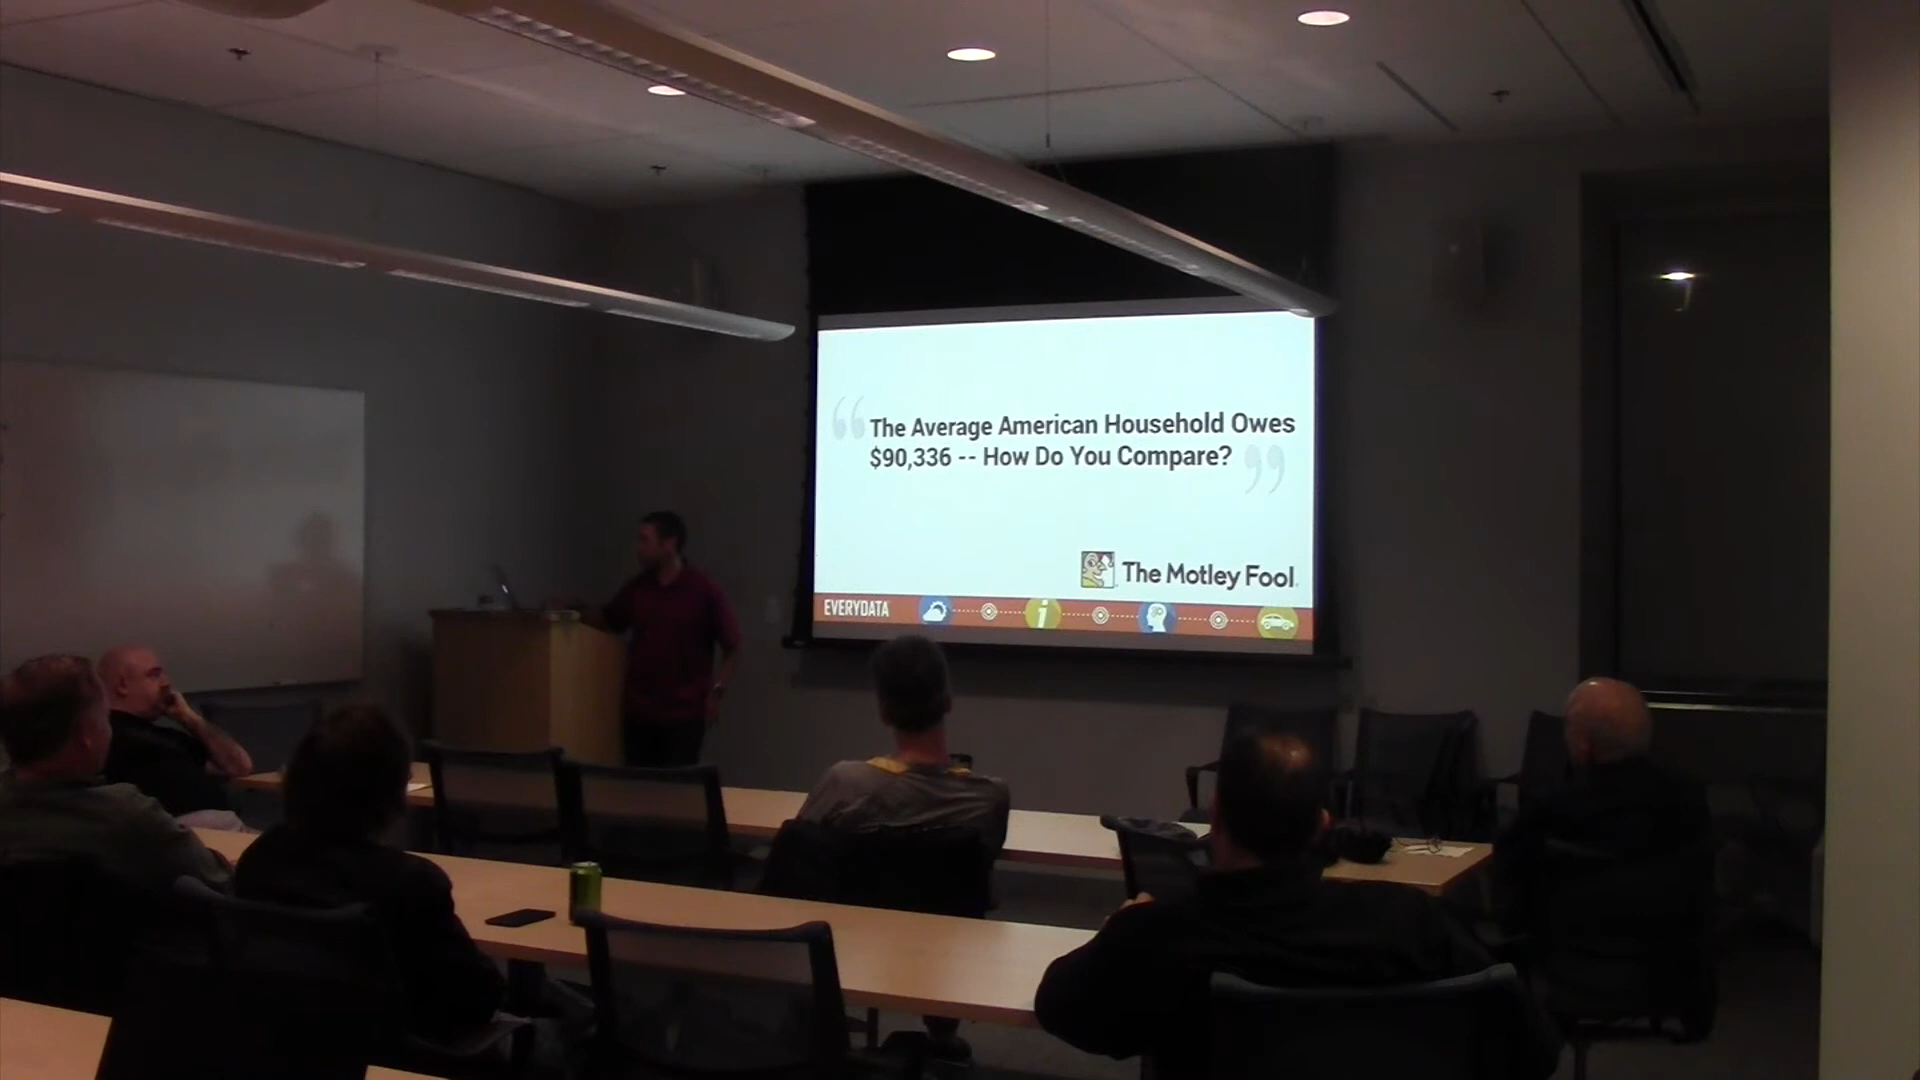 The Average American Household Owes
$90,336 -- How Do You Compare?
The Motley Fool
EVERYDATA
i